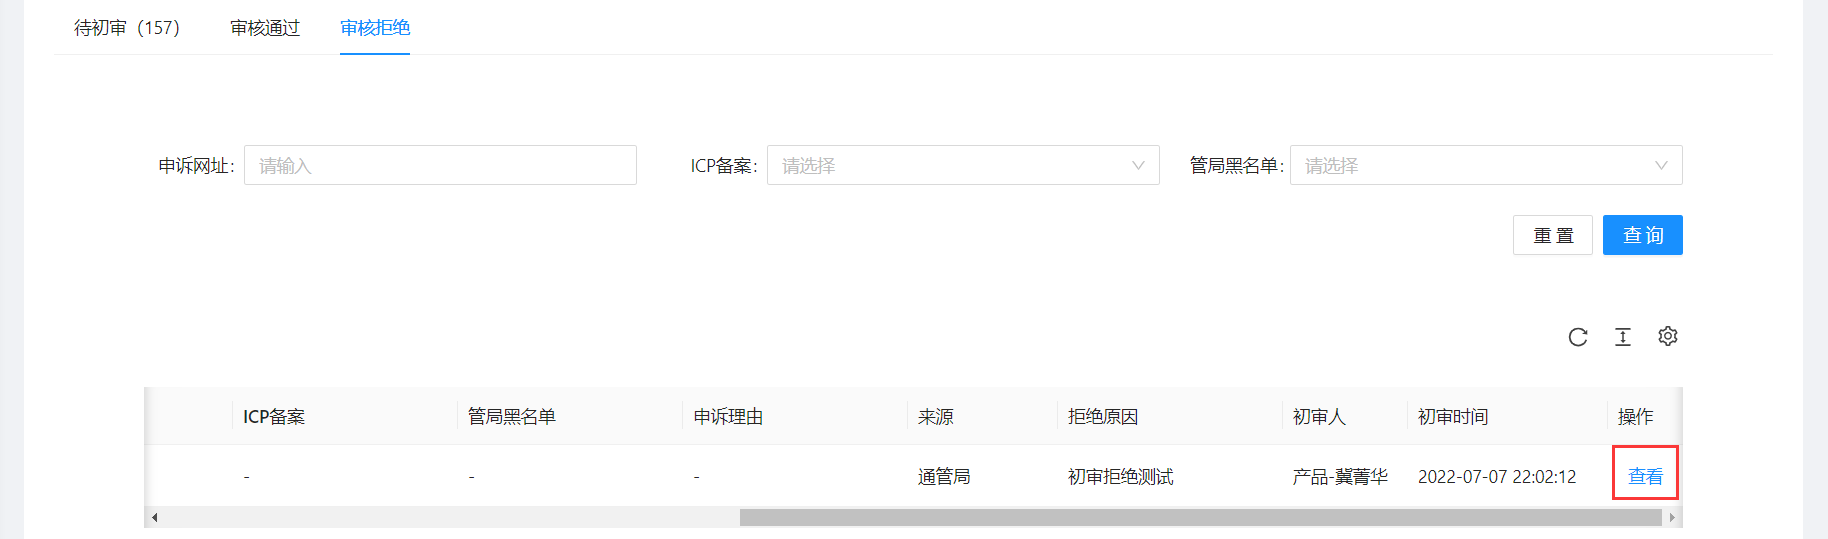 待初审（157） 审核通过 审核拒绝
申诉网址： 请输入 ICP备案： 请选择 管局黑名单： 请选择
重置 查询
ICP备案 管局黑名单 申诉理由 来源 拒绝原因 初审人 初审时间 操作
- - - 通管局 初审拒绝测试 产品-冀菁华 2022-07-07 22:02:12 查看